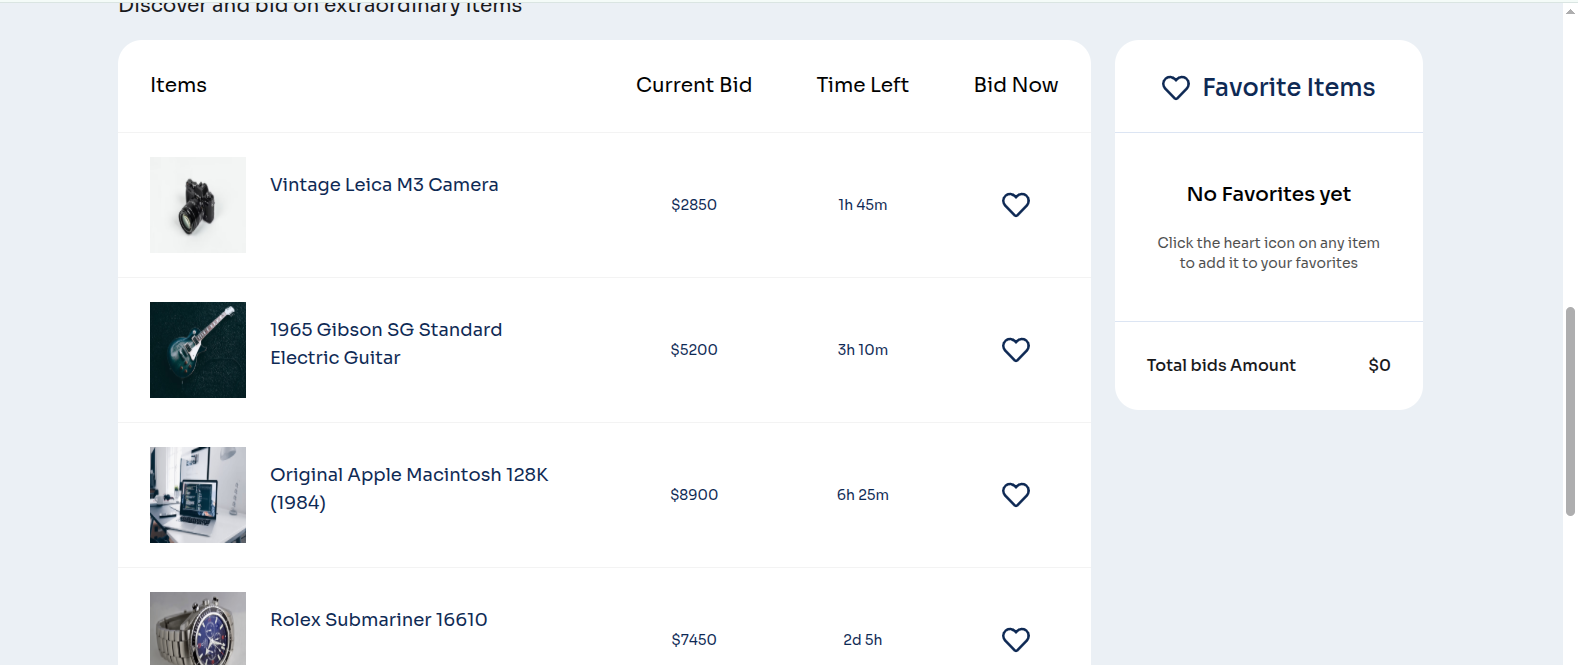 Discover and bid on extraordinary items
Items
Current Bid
Time Left
Bid Now
Vintage Leica M3 Camera
$2850
1h 45m
1965 Gibson SG Standard
Electric Guitar
$5200
3h 10m
Original Apple Macintosh 128K
(1984)
$8900
6h 25m
Rolex Submariner 16610
$7450
2d 5h
Favorite Items
No Favorites yet
Click the heart icon on any item
to add it to your favorites
Total bids Amount
$0